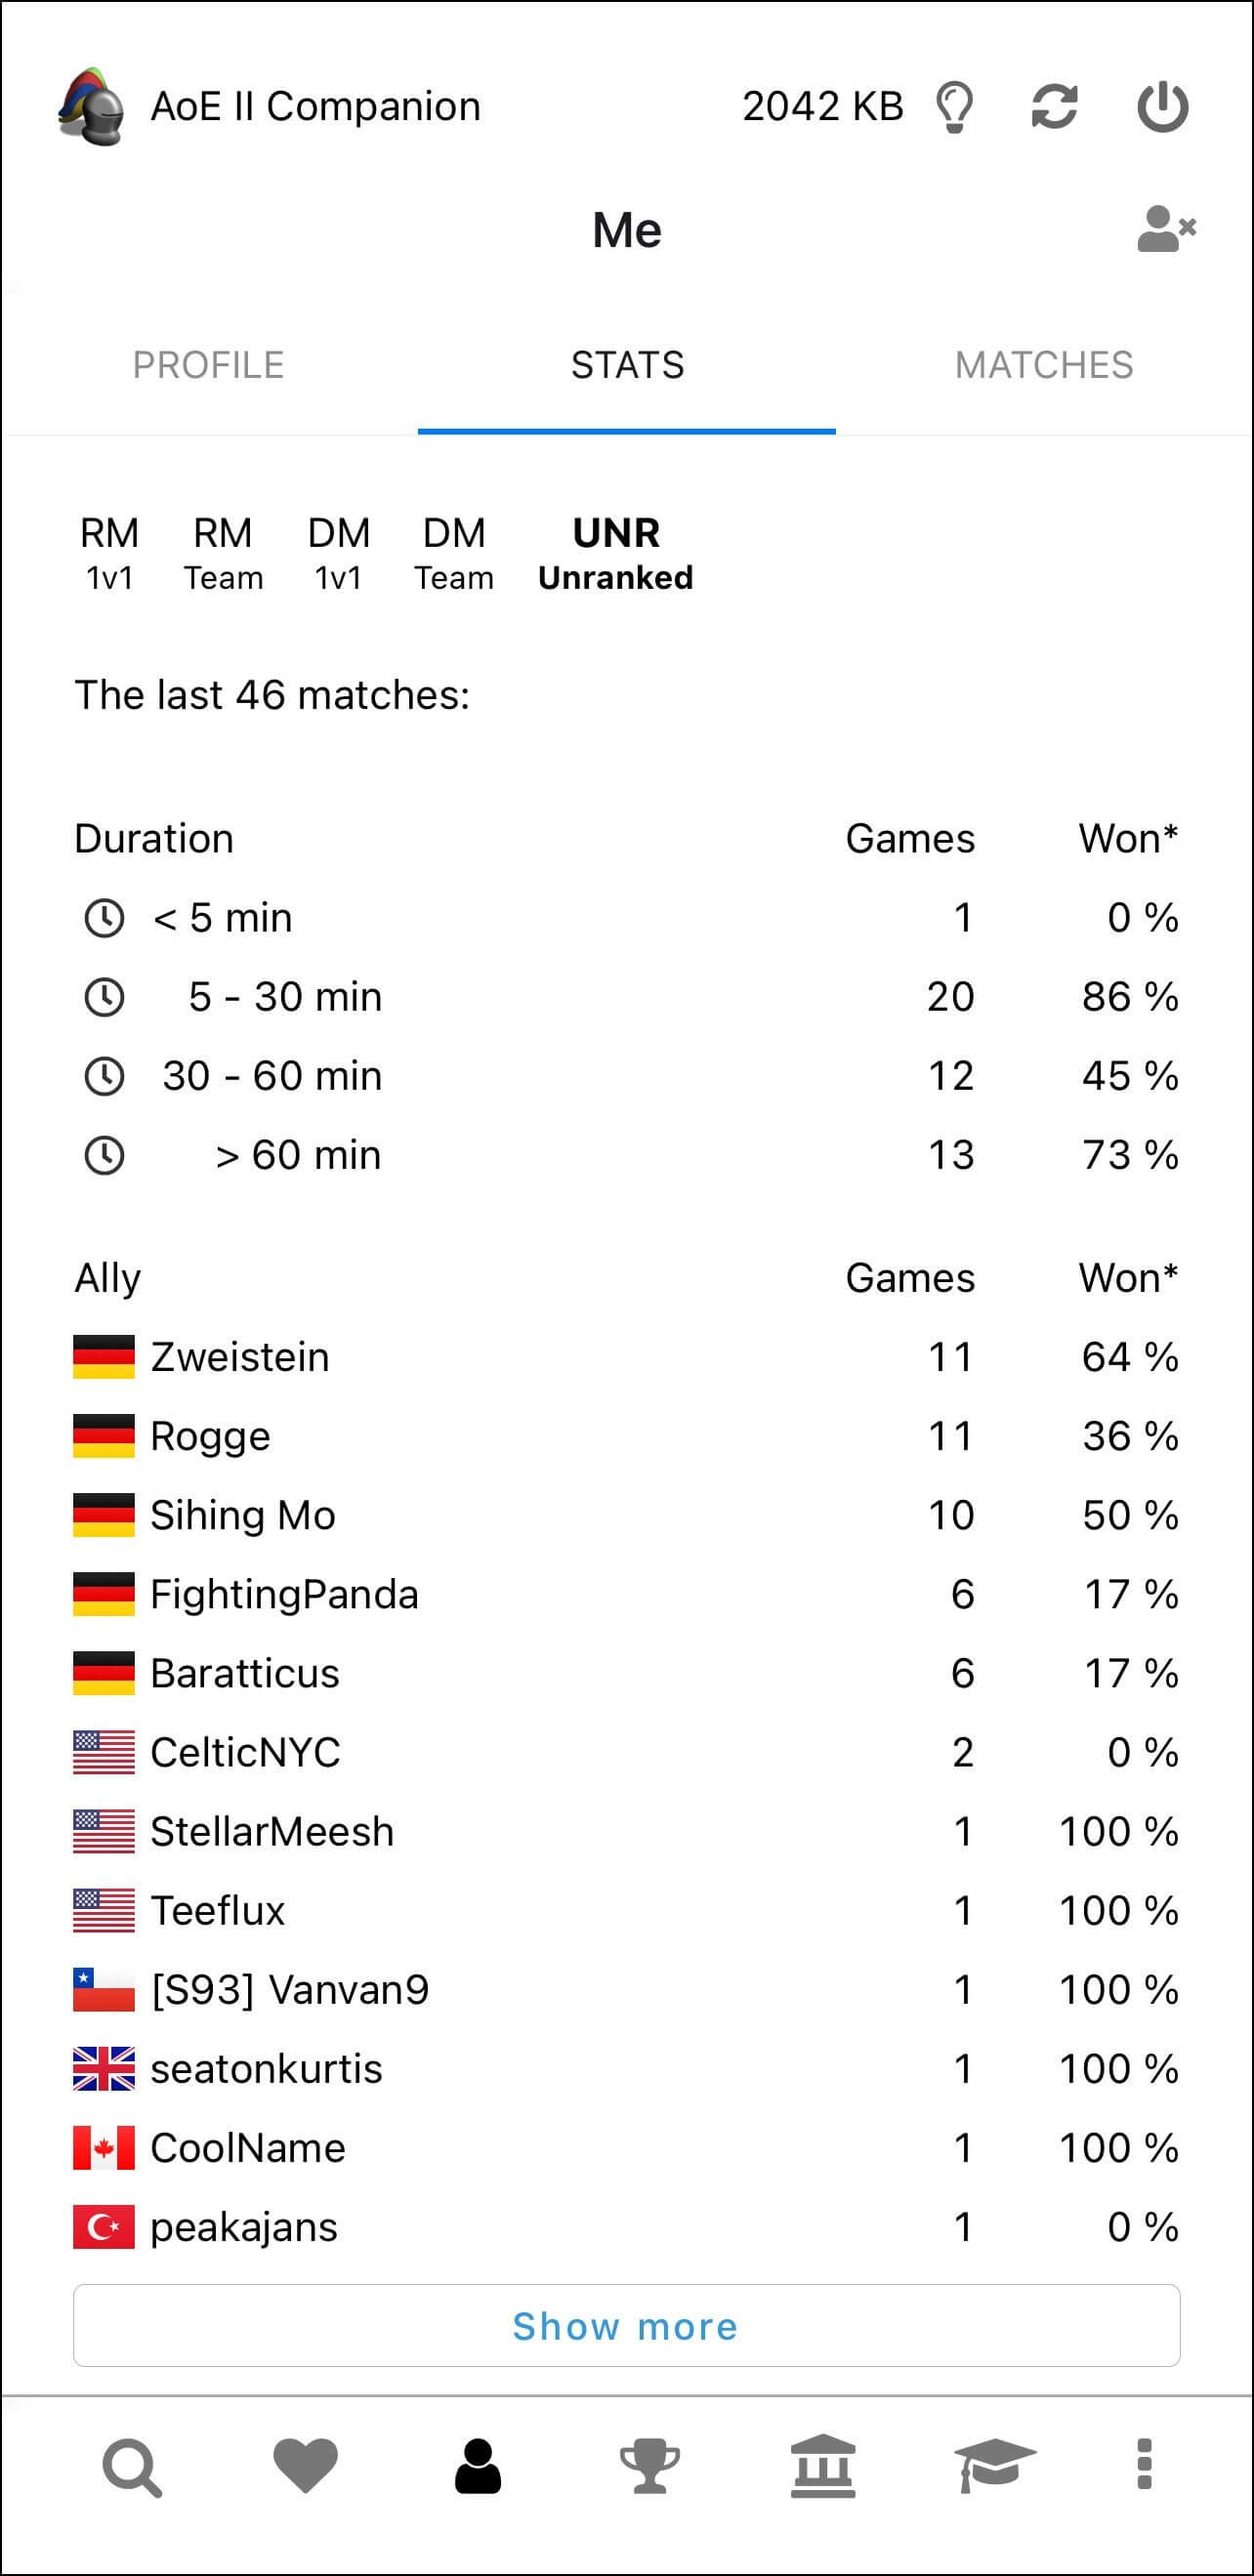 AoE II Companion 2042 KB
Me
PROFILE STATS MATCHES
RM RM DM DM UNR
1v1 Team 1v1 Team Unranked
The last 46 matches:
Duration Games Won*
< 5 min 1 0 %
5 - 30 min 20 86 %
30 - 60 min 12 45 %
> 60 min 13 73 %
Ally Games Won*
Zweistein 11 64 %
Rogge 11 36 %
Sihing Mo 10 50 %
FightingPanda 6 17 %
Baratticus 6 17 %
CelticNYC 2 0 %
StellarMeesh 1 100 %
Teeflux 1 100 %
[S93] Vanvan9 1 100 %
seatonkurtis 1 100 %
CoolName 1 100 %
peakajans 1 0 %
Show more